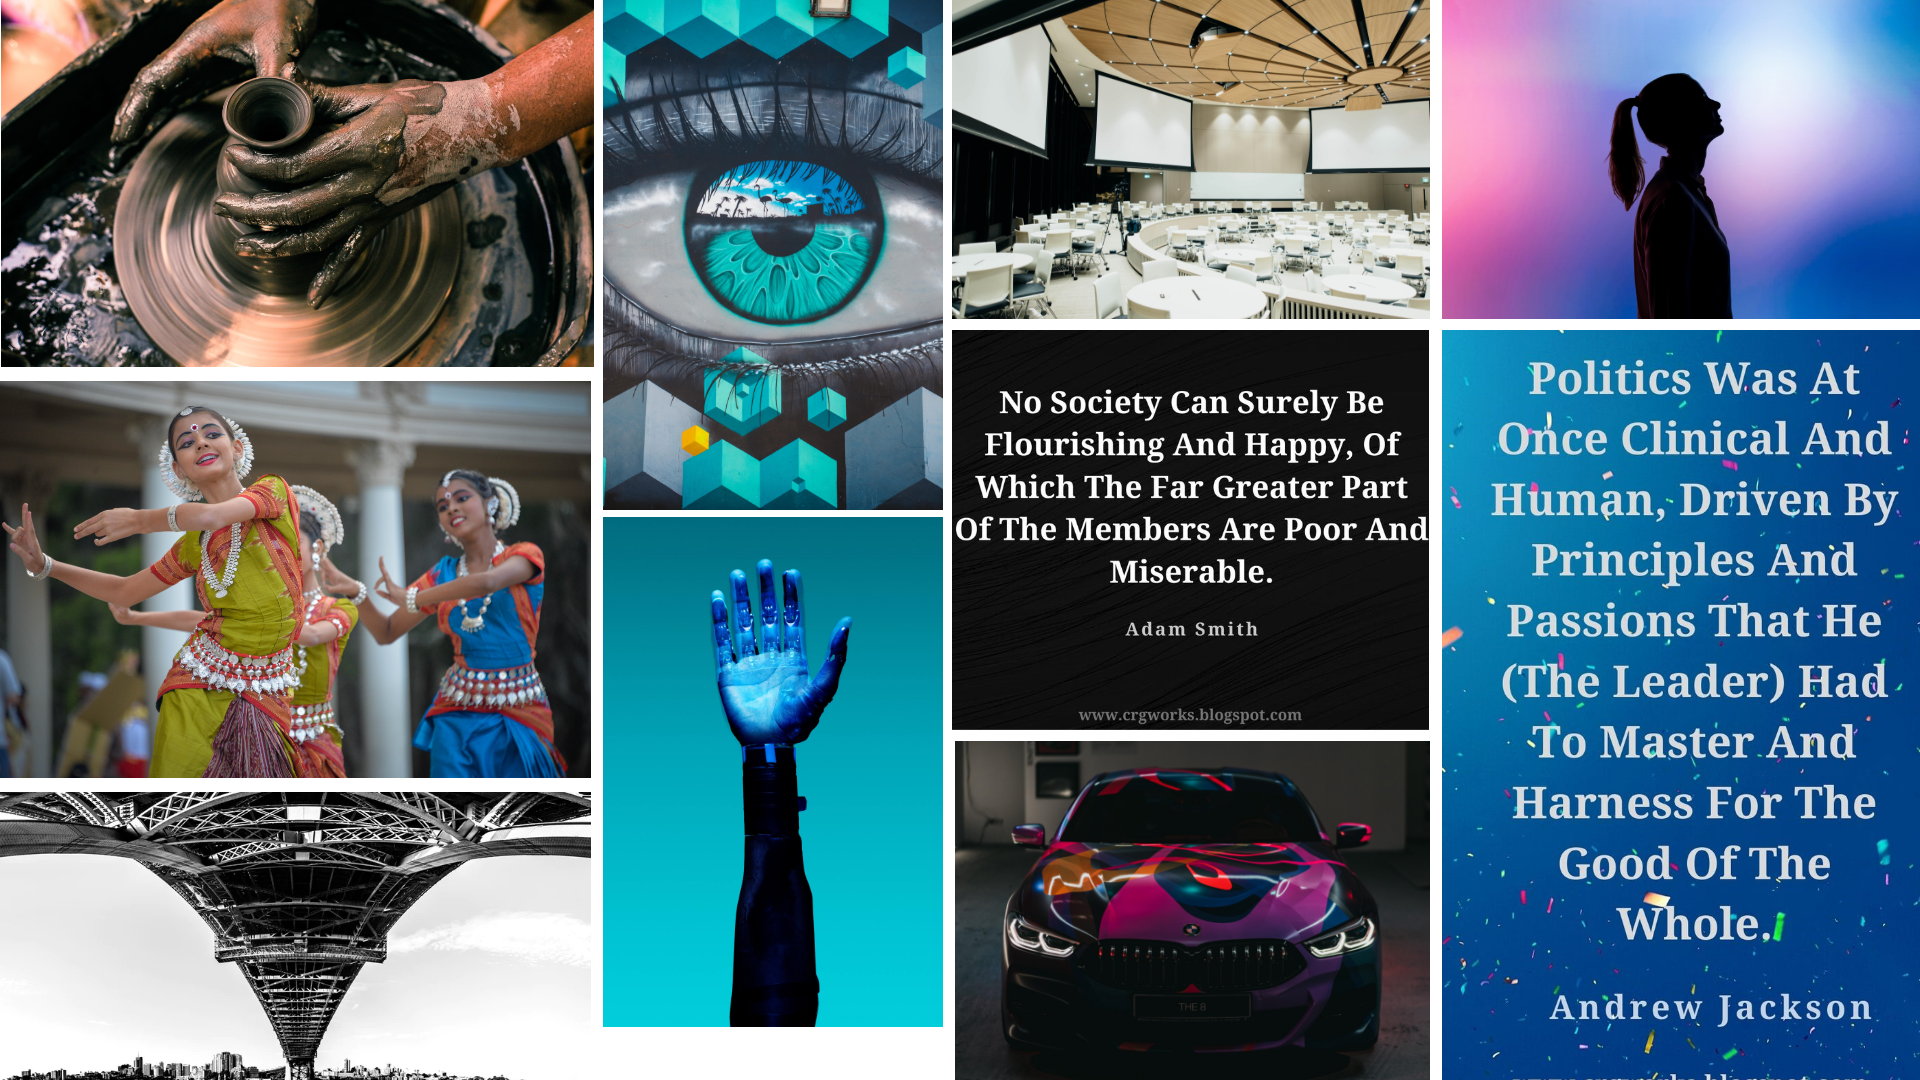 No Society Can Surely Be
Flourishing And Happy, Of
Which The Far Greater Part
Of The Members Are Poor And
Miserable.
Adam Smith
www.crgworks.blogspot.com
THE 8
Politics Was At
Once Clinical And
Human, Driven By
Principles And
Passions That He
(The Leader) Had
To Master And
Harness For The
Good Of The
Whole.
Andrew Jackson